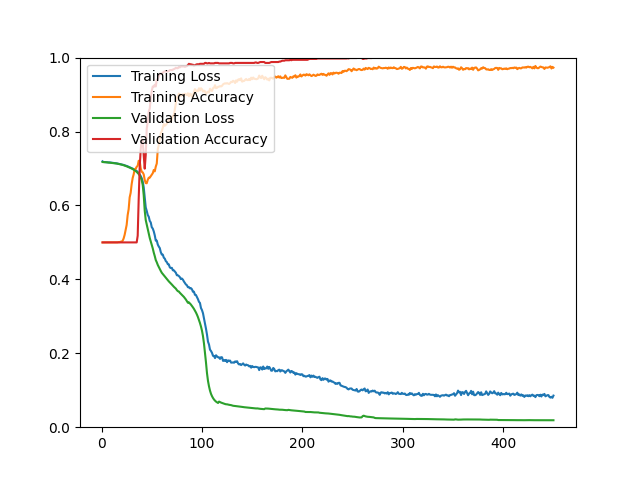 1.0
0.8
0.6
0.4
0.2
0.0
Training Loss
Training Accuracy
Validation Loss
Validation Accuracy
0 100 200 300 400